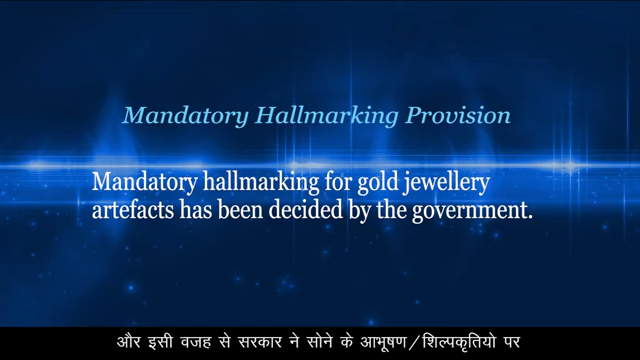 Mandatory Hallmarking Provision
Mandatory hallmarking for gold jewellery
artefacts has been decided by the government.
और इसी वजह से सरकार ने सोने के आभूषण/शिल्पकृतियो पर